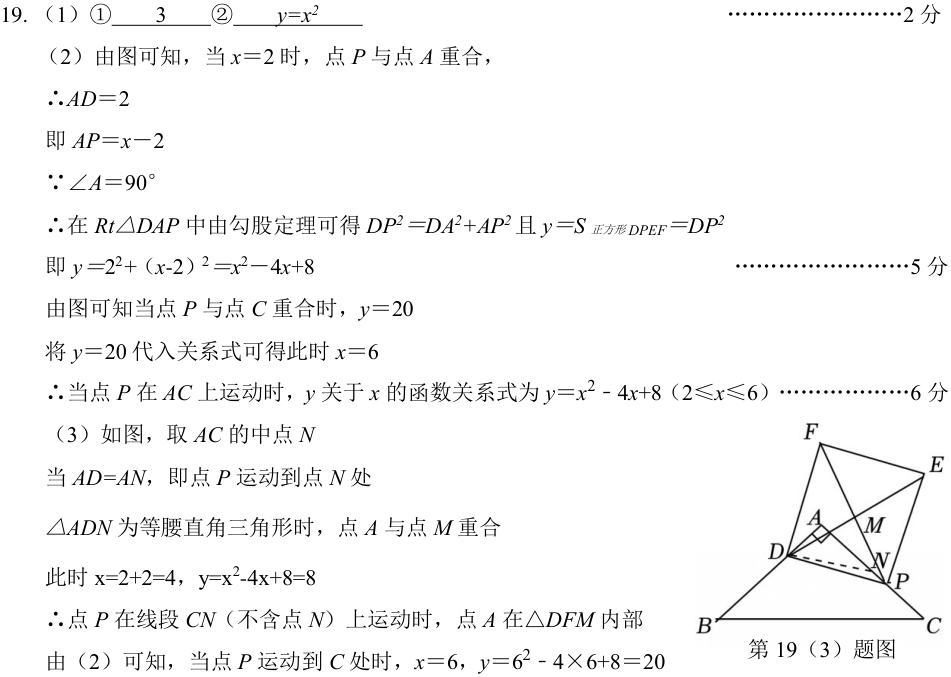 19. （1）① 3 ② y=x² ……………………2 分
（2）由图可知，当 x＝2 时，点 P 与点 A 重合，
∴AD＝2
即 AP＝x－2
∵∠A＝90°
∴在 Rt△DAP 中由勾股定理可得 DP²＝DA²+AP² 且 y＝S 正方形 DPEF＝DP²
即 y＝2²+（x-2）²＝x²－4x+8 ……………………5 分
由图可知当点 P 与点 C 重合时，y＝20
将 y＝20 代入关系式可得此时 x＝6
∴当点 P 在 AC 上运动时，y 关于 x 的函数关系式为 y＝x²﹣4x+8（2≤x≤6）………………6 分
（3）如图，取 AC 的中点 N
当 AD=AN，即点 P 运动到点 N 处
△ADN 为等腰直角三角形时，点 A 与点 M 重合
此时 x=2+2=4，y=x²-4x+8=8
∴点 P 在线段 CN（不含点 N）上运动时，点 A 在△DFM 内部
由（2）可知，当点 P 运动到 C 处时，x＝6，y＝6²﹣4×6+8＝20
F
E
A
M
D
N
P
B
C
第 19（3）题图